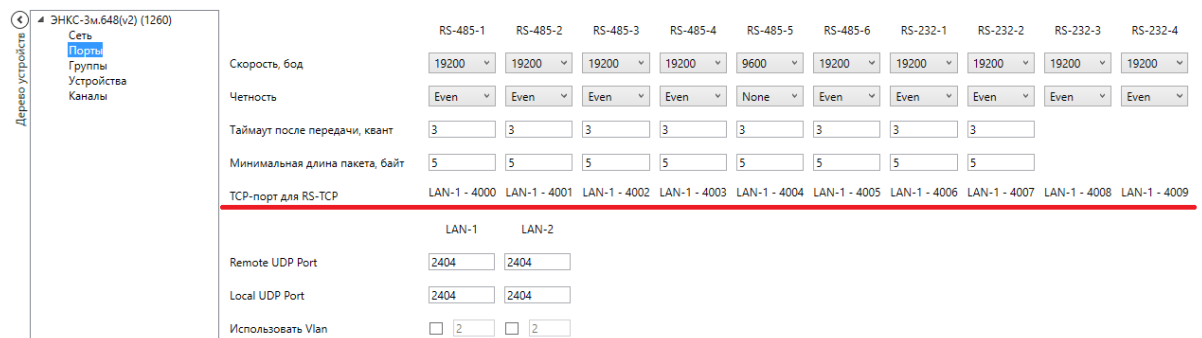 Дерево устройств
ЭНКС-3м.648(v2) (1260)
Сеть
Порты
Группы
Устройства
Каналы
RS-485-1 RS-485-2 RS-485-3 RS-485-4 RS-485-5 RS-485-6 RS-232-1 RS-232-2 RS-232-3 RS-232-4
Скорость, бод 19200 19200 19200 19200 9600 19200 19200 19200 19200 19200
Четность Even Even Even Even None Even Even Even Even Even
Таймаут после передачи, квант 3 3 3 3 3 3 3 3
Минимальная длина пакета, байт 5 5 5 5 5 5 5 5
TCP-порт для RS-TCP LAN-1 - 4000 LAN-1 - 4001 LAN-1 - 4002 LAN-1 - 4003 LAN-1 - 4004 LAN-1 - 4005 LAN-1 - 4006 LAN-1 - 4007 LAN-1 - 4008 LAN-1 - 4009
LAN-1 LAN-2
Remote UDP Port 2404 2404
Local UDP Port 2404 2404
Использовать Vlan 2 2